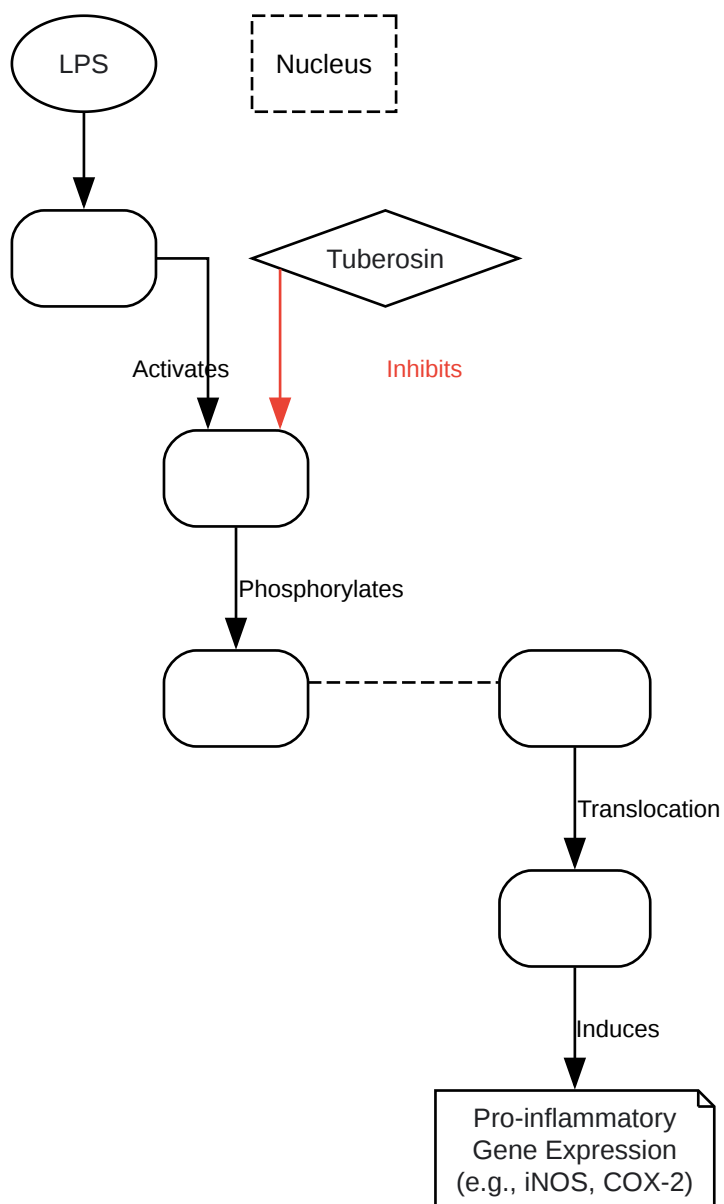 LPS
Nucleus
Tuberosin
Activates
Inhibits
Phosphorylates
Translocation
Induces
Pro-inflammatory
Gene Expression
(e.g., iNOS, COX-2)